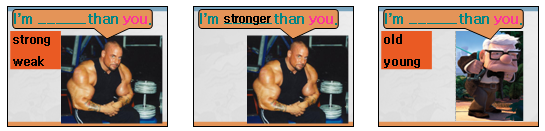 I'm ______ than you.
strong
weak
I'm stronger than you.
I'm ______ than you.
old
young